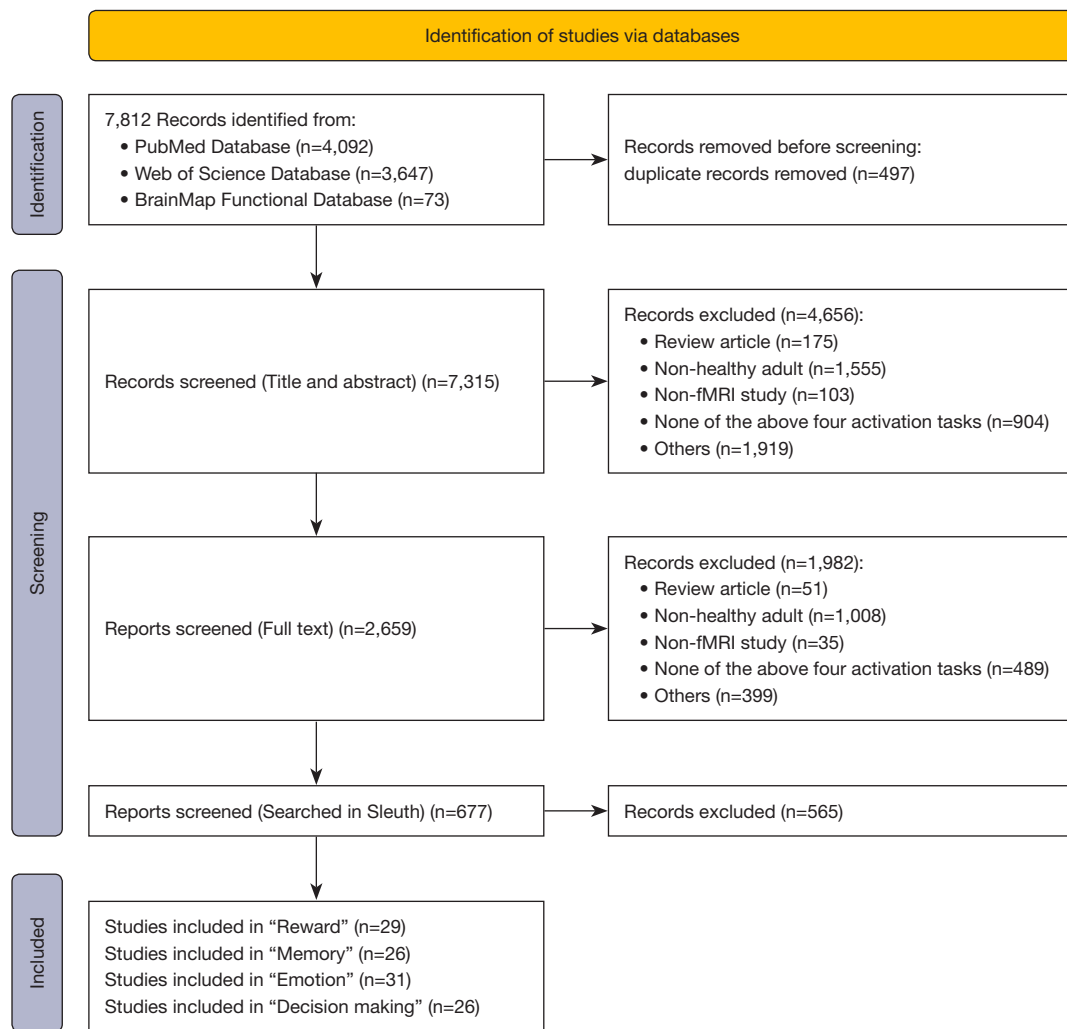 Identification of studies via databases
Identification
7,812 Records identified from:
• PubMed Database (n=4,092)
• Web of Science Database (n=3,647)
• BrainMap Functional Database (n=73)
Records removed before screening:
duplicate records removed (n=497)
Screening
Records screened (Title and abstract) (n=7,315)
Records excluded (n=4,656):
• Review article (n=175)
• Non-healthy adult (n=1,555)
• Non-fMRI study (n=103)
• None of the above four activation tasks (n=904)
• Others (n=1,919)
Reports screened (Full text) (n=2,659)
Records excluded (n=1,982):
• Review article (n=51)
• Non-healthy adult (n=1,008)
• Non-fMRI study (n=35)
• None of the above four activation tasks (n=489)
• Others (n=399)
Reports screened (Searched in Sleuth) (n=677)
Records excluded (n=565)
Included
Studies included in “Reward” (n=29)
Studies included in “Memory” (n=26)
Studies included in “Emotion” (n=31)
Studies included in “Decision making” (n=26)